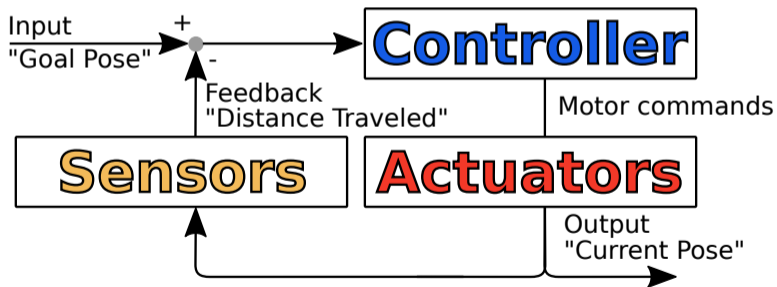 Input
"Goal Pose"
+
-
Controller
Feedback
"Distance Traveled"
Motor commands
Sensors
Actuators
Output
"Current Pose"